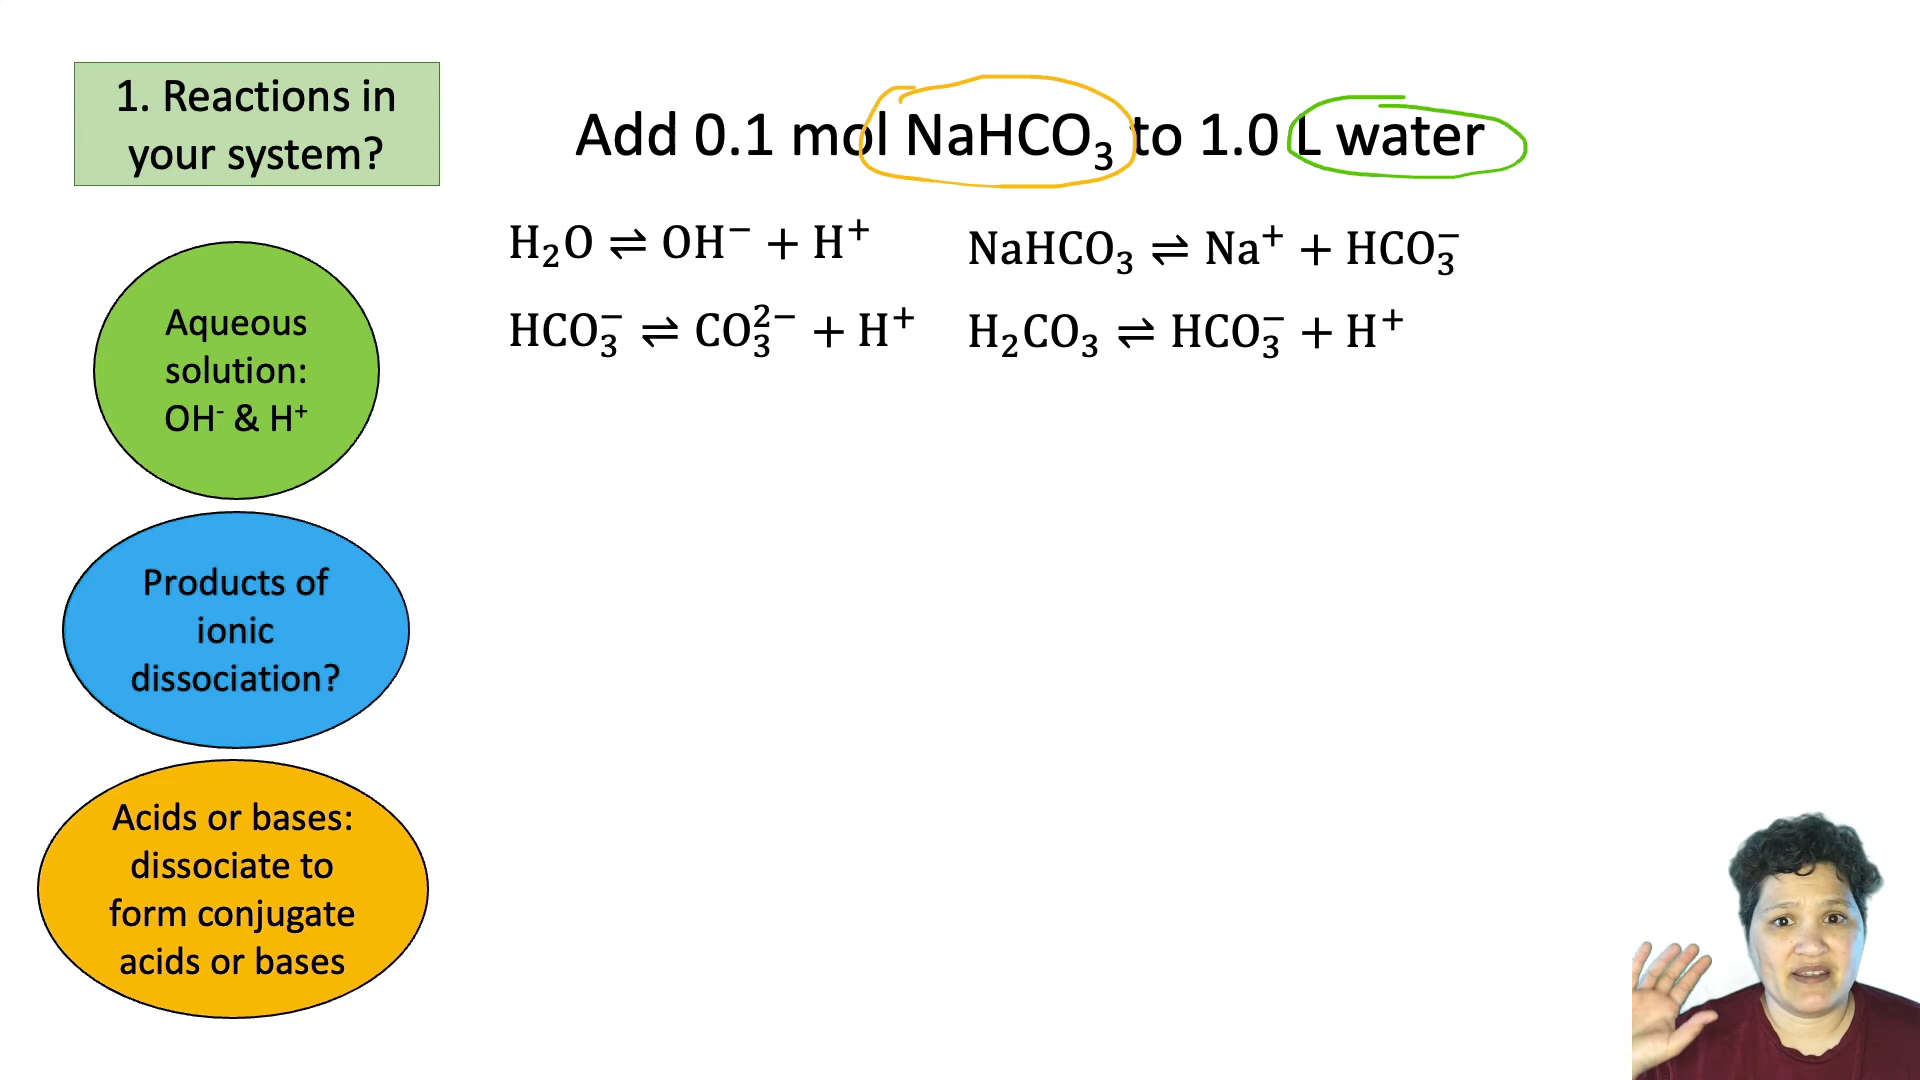 1. Reactions in
your system?
Add 0.1 mol NaHCO₃ to 1.0 L water
H₂O ⇌ OH⁻ + H⁺
NaHCO₃ ⇌ Na⁺ + HCO₃⁻
HCO₃⁻ ⇌ CO₃²⁻ + H⁺
H₂CO₃ ⇌ HCO₃⁻ + H⁺
Aqueous
solution:
OH⁻ & H⁺
Products of
ionic
dissociation?
Acids or bases:
dissociate to
form conjugate
acids or bases